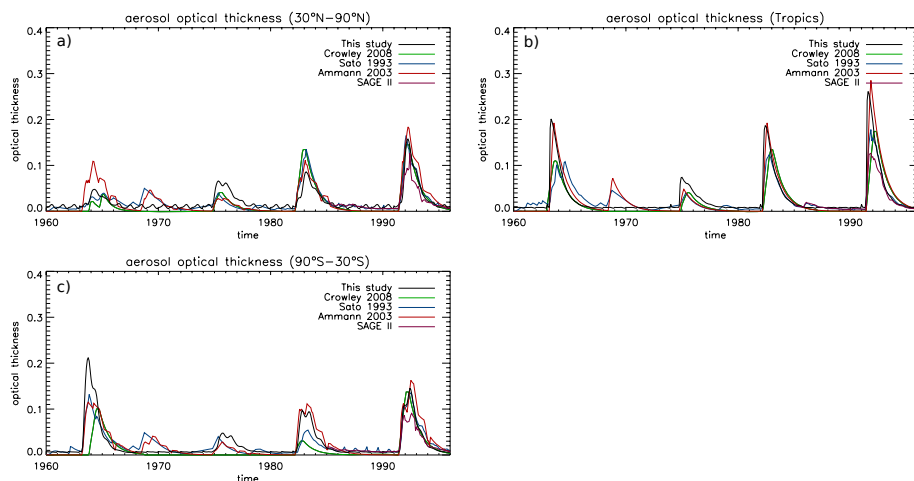 aerosol optical thickness (30°N−90°N)
a)
This study
Crowley 2008
Sato 1993
Ammann 2003
SAGE II
optical thickness
0.4
0.3
0.2
0.1
0.0
1960 1970 1980 1990
time
aerosol optical thickness (Tropics)
b)
This study
Crowley 2008
Sato 1993
Ammann 2003
SAGE II
optical thickness
0.4
0.3
0.2
0.1
0.0
1960 1970 1980 1990
time
aerosol optical thickness (90°S−30°S)
c)
This study
Crowley 2008
Sato 1993
Ammann 2003
SAGE II
optical thickness
0.4
0.3
0.2
0.1
0.0
1960 1970 1980 1990
time